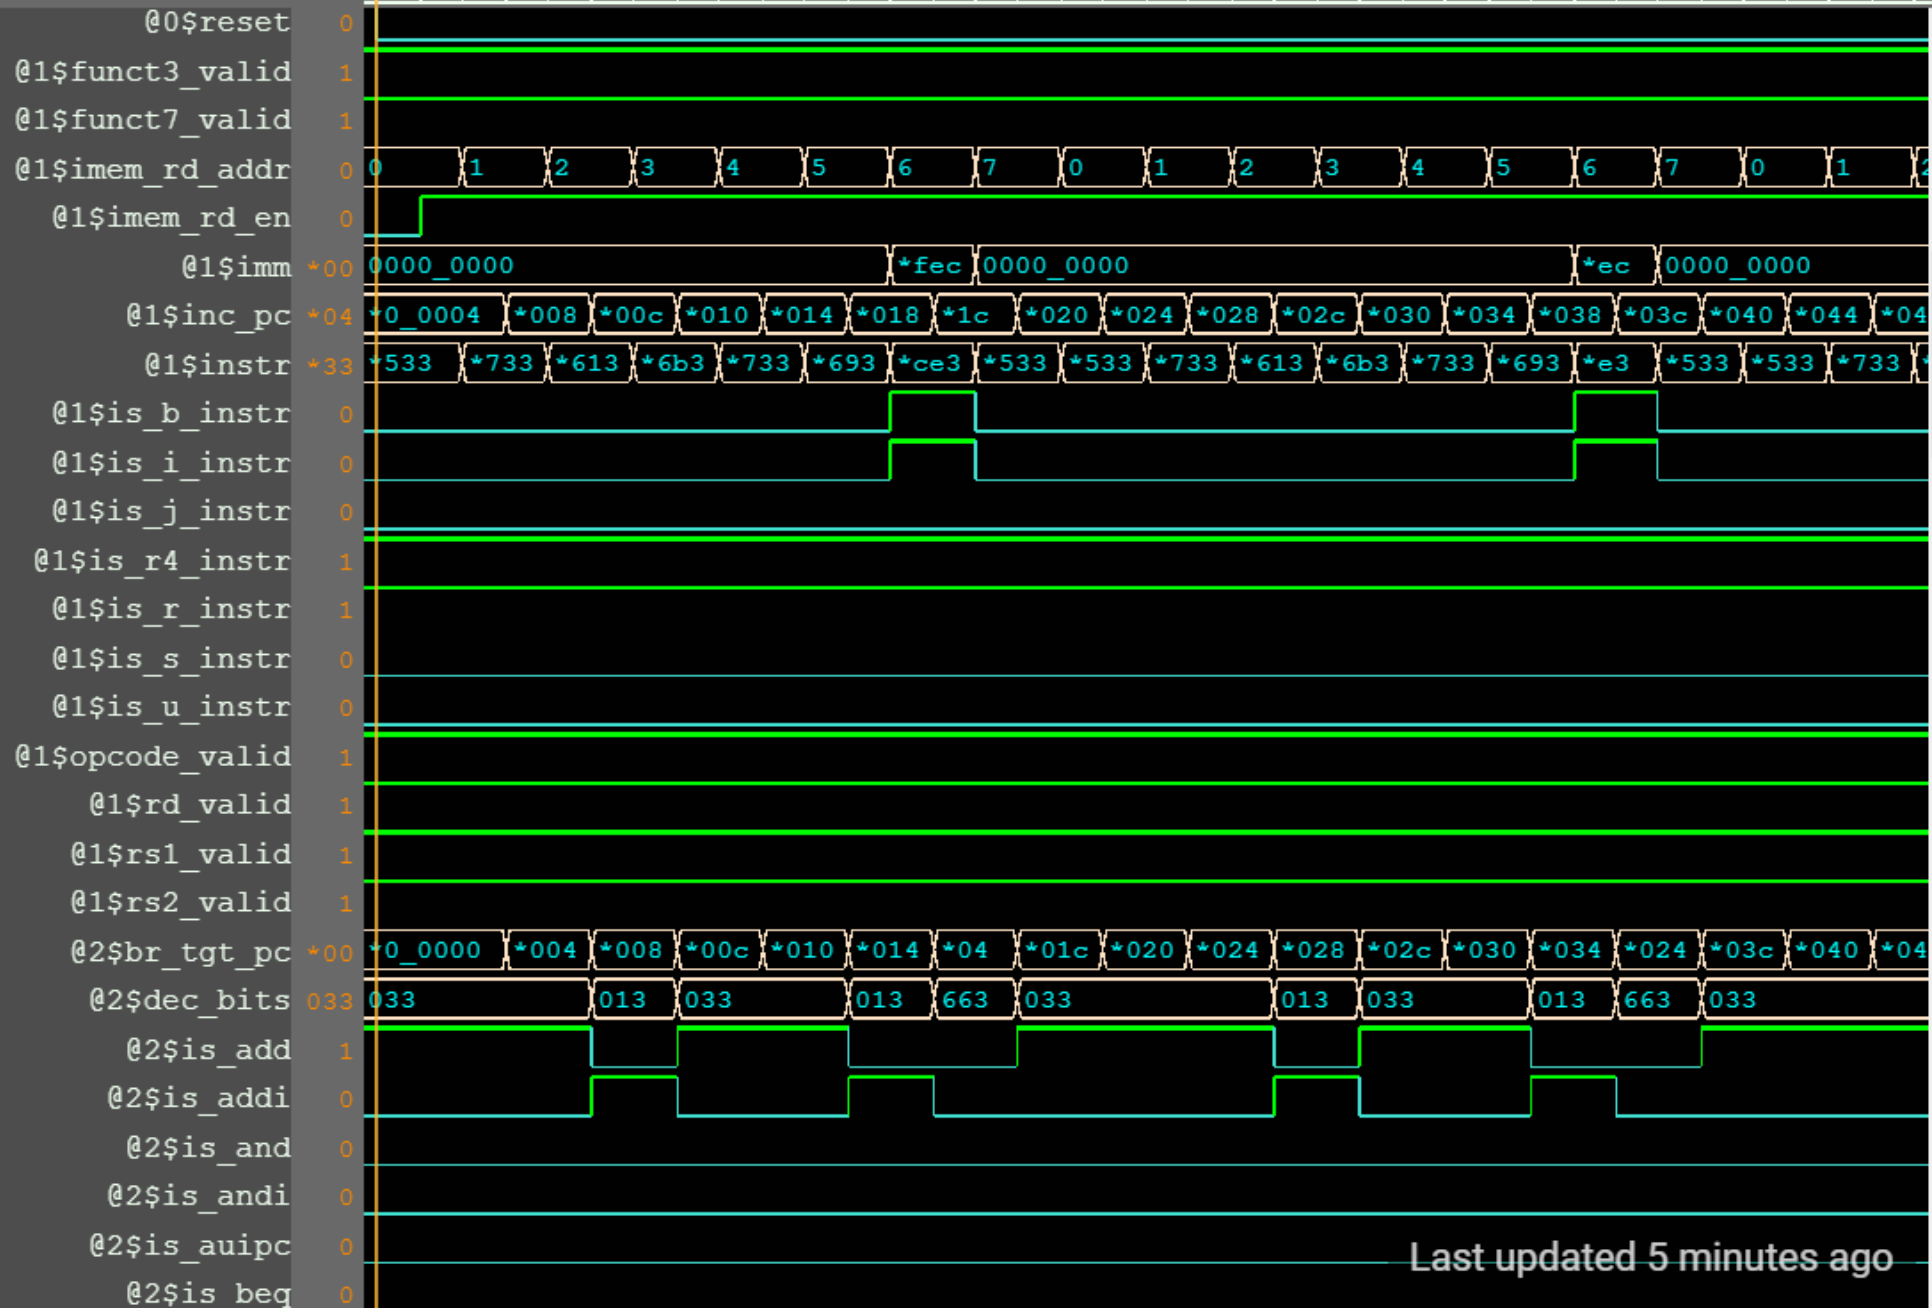 @0$reset 0
@1$funct3_valid 1
@1$funct7_valid 1
@1$imem_rd_addr 0 0 1 2 3 4 5 6 7 0 1 2 3 4 5 6 7 0 1 2
@1$imem_rd_en 0
@1$imm *00 0000_0000 *fec 0000_0000 *ec 0000_0000
@1$inc_pc *04 *0_0004 *008 *00c *010 *014 *018 *1c *020 *024 *028 *02c *030 *034 *038 *03c *040 *044 *04
@1$instr *33 *533 *733 *613 *6b3 *733 *693 *ce3 *533 *533 *733 *613 *6b3 *733 *693 *e3 *533 *533 *733 *
@1$is_b_instr 0
@1$is_i_instr 0
@1$is_j_instr 0
@1$is_r4_instr 1
@1$is_r_instr 1
@1$is_s_instr 0
@1$is_u_instr 0
@1$opcode_valid 1
@1$rd_valid 1
@1$rs1_valid 1
@1$rs2_valid 1
@2$br_tgt_pc *00 *0_0000 *004 *008 *00c *010 *014 *04 *01c *020 *024 *028 *02c *030 *034 *024 *03c *040 *04
@2$dec_bits 033 033 013 033 013 663 033 013 033 013 663 033
@2$is_add 1
@2$is_addi 0
@2$is_and 0
@2$is_andi 0
@2$is_auipc 0
Last updated 5 minutes ago
@2$is_beq 0